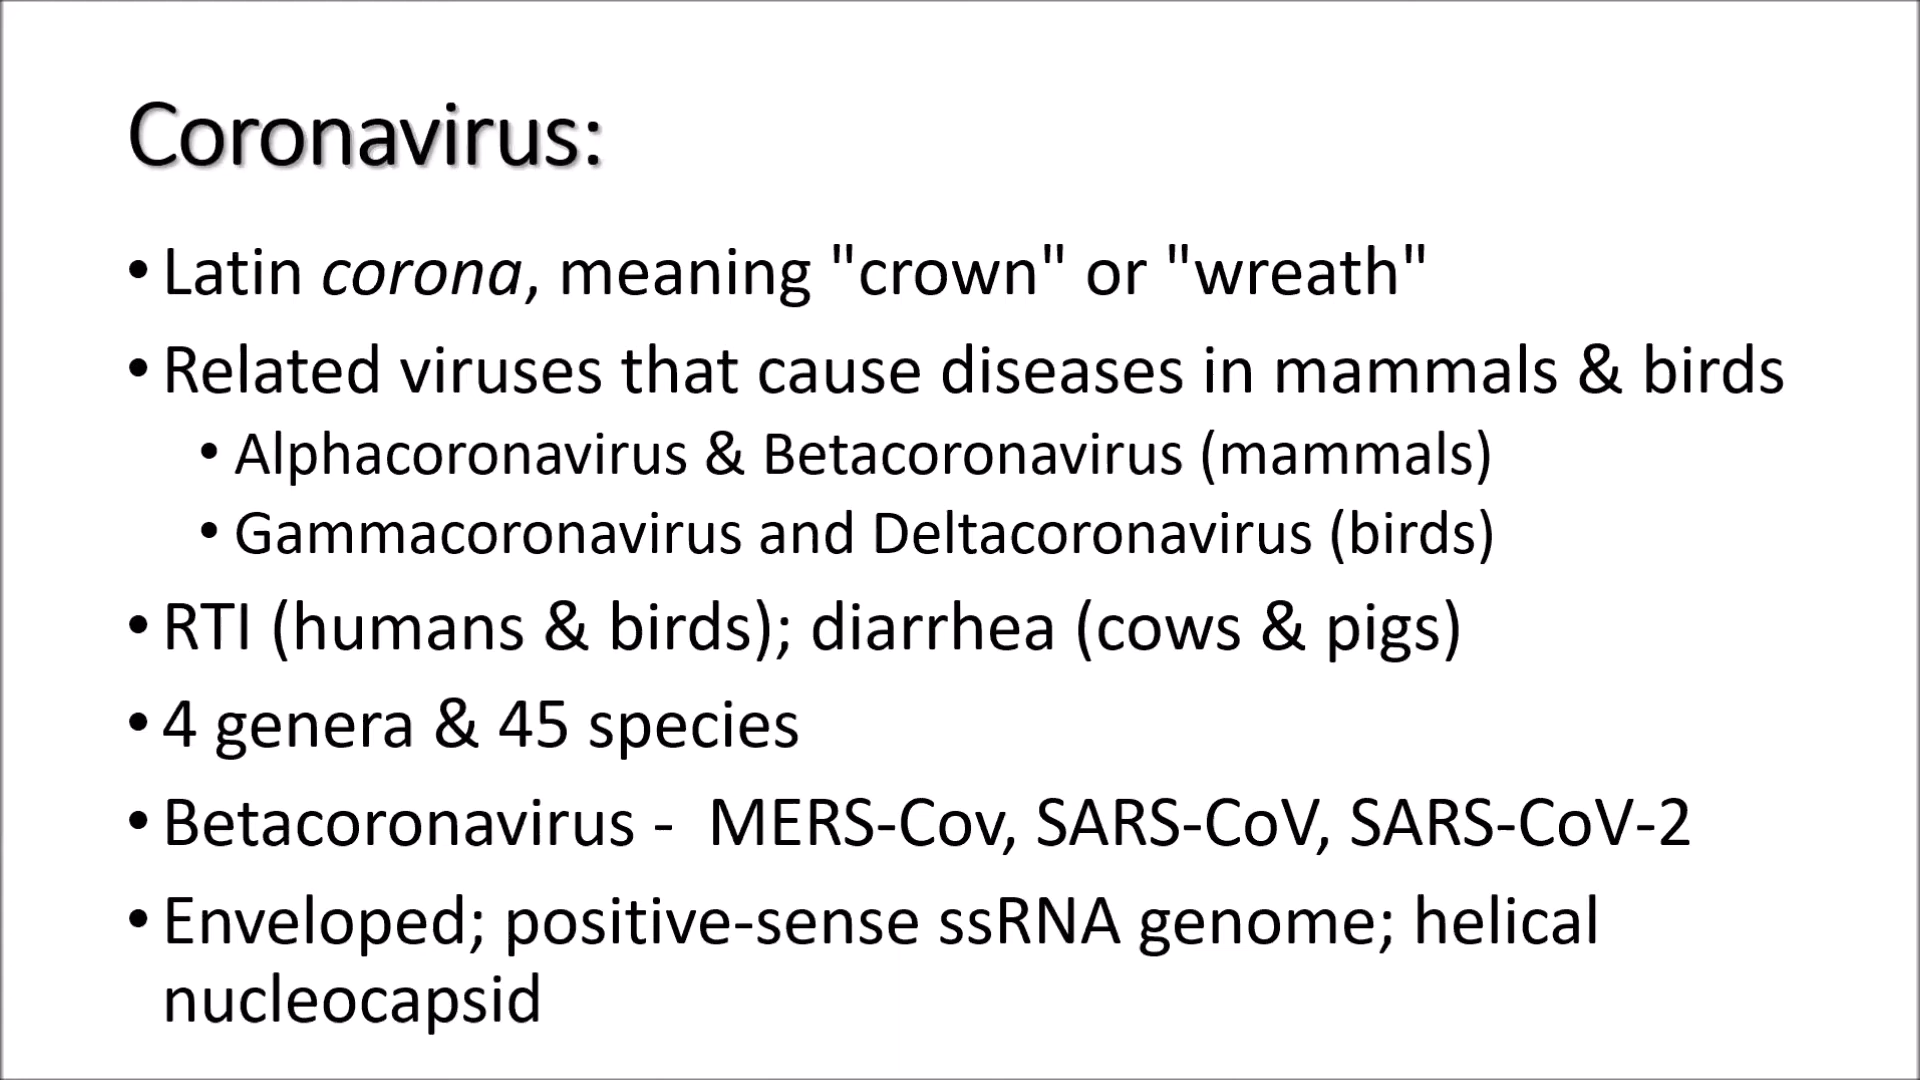 Coronavirus:
• Latin corona, meaning "crown" or "wreath"
• Related viruses that cause diseases in mammals & birds
• Alphacoronavirus & Betacoronavirus (mammals)
• Gammacoronavirus and Deltacoronavirus (birds)
• RTI (humans & birds); diarrhea (cows & pigs)
• 4 genera & 45 species
• Betacoronavirus -  MERS-Cov, SARS-CoV, SARS-CoV-2
• Enveloped; positive-sense ssRNA genome; helical
nucleocapsid